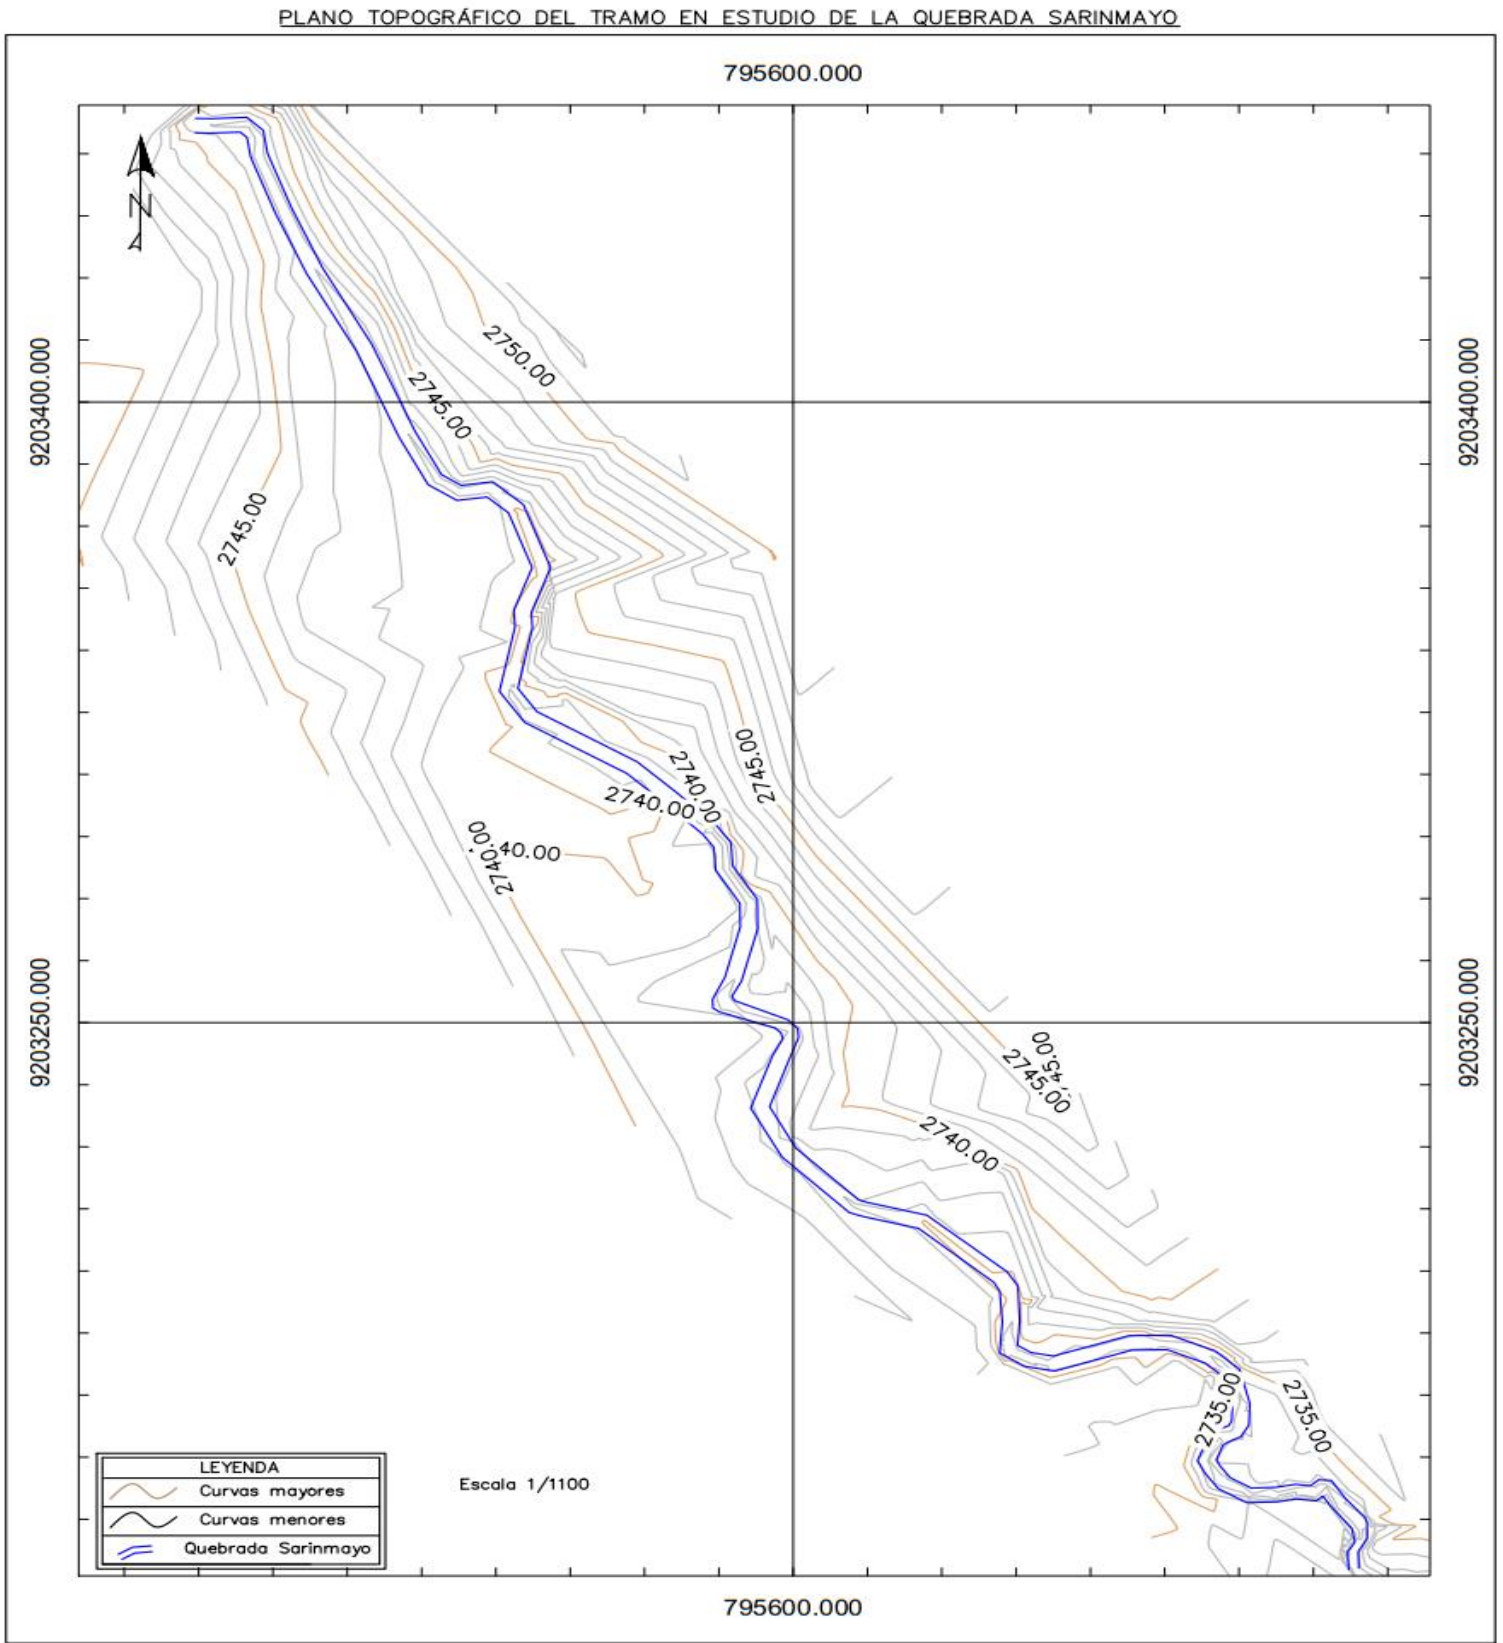 PLANO TOPOGRÁFICO DEL TRAMO EN ESTUDIO DE LA QUEBRADA SARINMAYO
795600.000
N
2750.00
9203400.000
9203400.000
2745.00
2745.00
2745.00
2740.00
2740.00
2740.00
40.00
9203250.000
9203250.000
45.00
2745.00
2740.00
2735.00
2735.00
LEYENDA
Curvas mayores
Curvas menores
Quebrada Sarinmayo
Escala 1/1100
795600.000